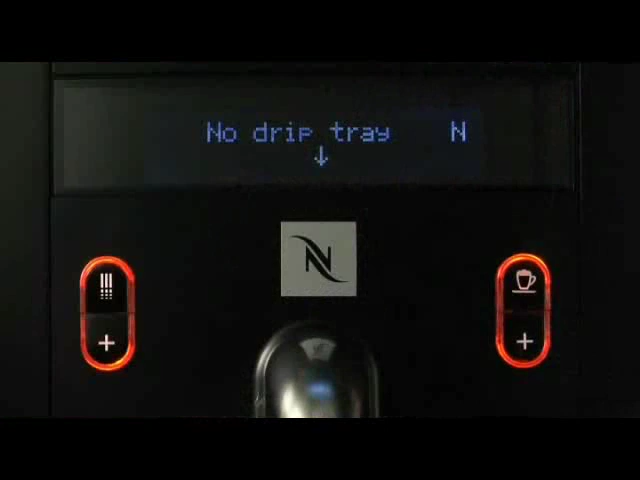 No drip tray N
↓
N
+ +